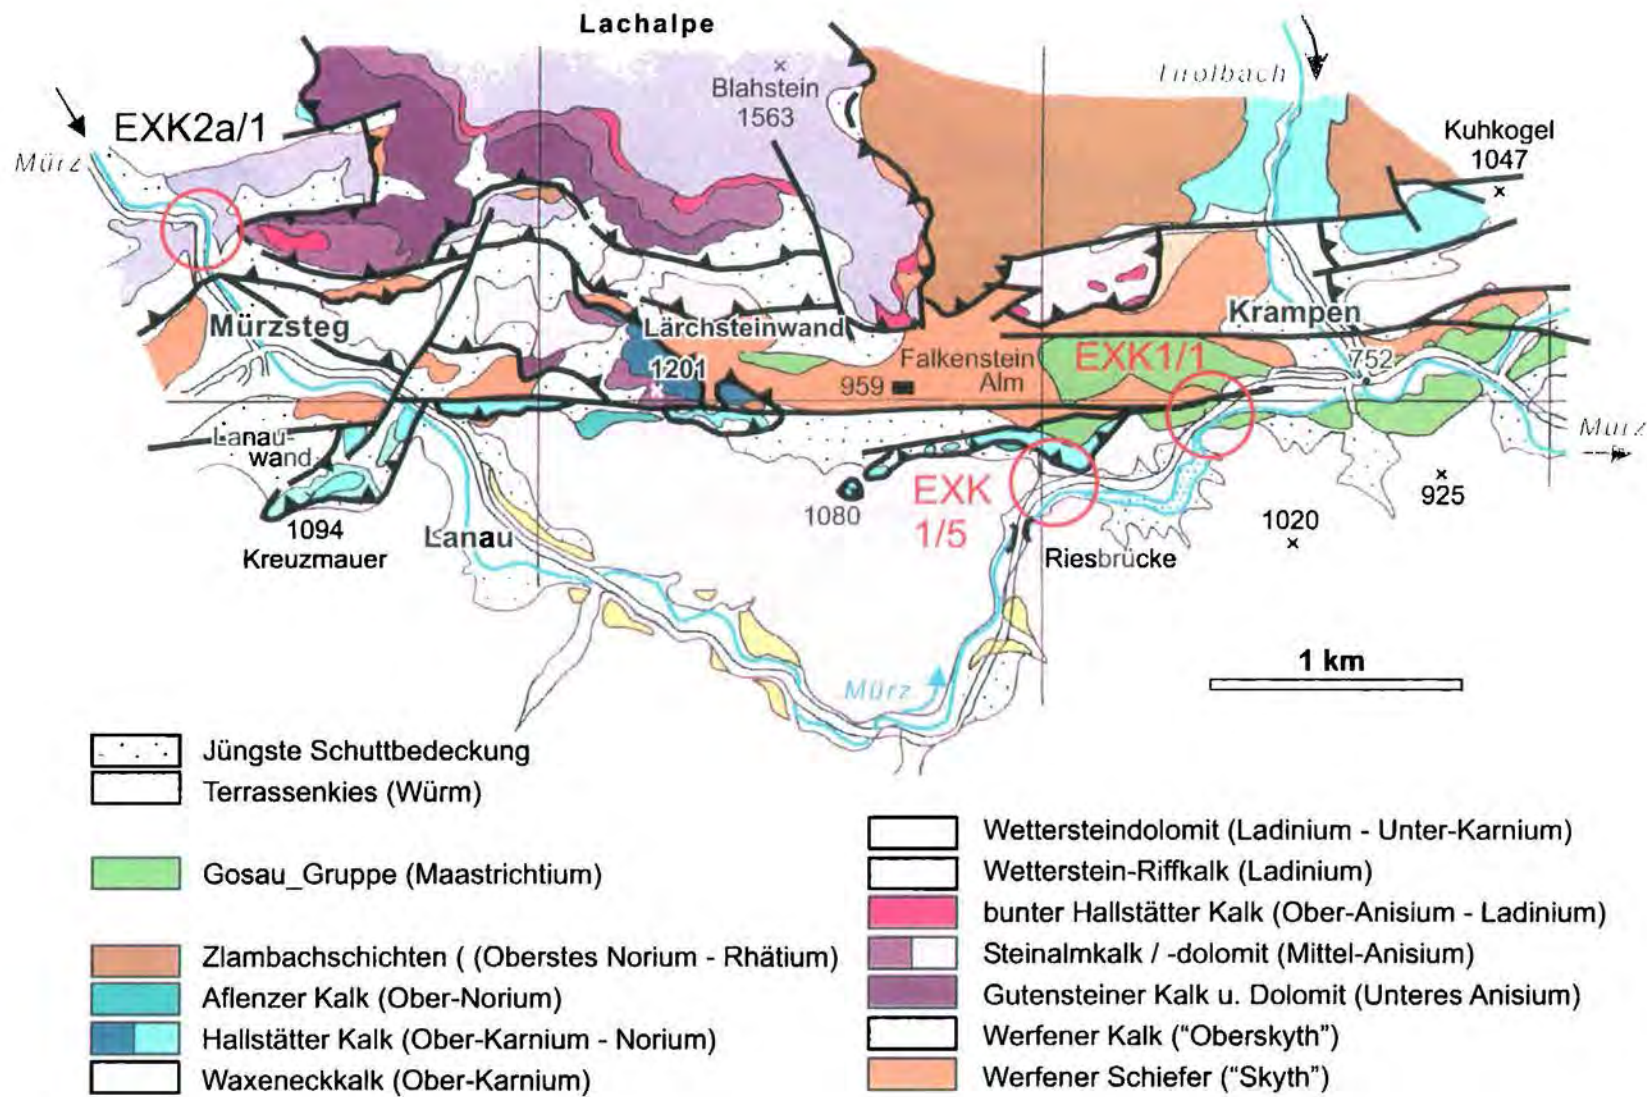 Lachalpe
Blahstein
1563
Tirolbach
EXK2a/1
Mürz
Kuhkogel
1047
Mürzsteg
Lärchsteinwand
1201
Krampen
Falkenstein
Alm
959
EXK1/1
752
Lanau-
wand
Mürz
1094
Kreuzmauer
Lanau
1080
EXK
1/5
925
1020
Riesbrücke
Mürz
1 km
Jüngste Schuttbedeckung
Terrassenkies (Würm)
Gosau_Gruppe (Maastrichtium)
Zlambachschichten ( (Oberstes Norium - Rhätium)
Aflenzer Kalk (Ober-Norium)
Hallstätter Kalk (Ober-Karnium - Norium)
Waxeneckkalk (Ober-Karnium)
Wettersteindolomit (Ladinium - Unter-Karnium)
Wetterstein-Riffkalk (Ladinium)
bunter Hallstätter Kalk (Ober-Anisium - Ladinium)
Steinalmkalk / -dolomit (Mittel-Anisium)
Gutensteiner Kalk u. Dolomit (Unteres Anisium)
Werfener Kalk ("Oberskyth")
Werfener Schiefer ("Skyth")